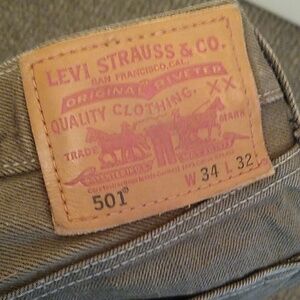 LEVI STRAUSS & CO.
SAN FRANCISCO, CAL.
ORIGINAL RIVETED
QUALITY CLOTHING.
XX
TRADE MARK
501®
W 34 L 32